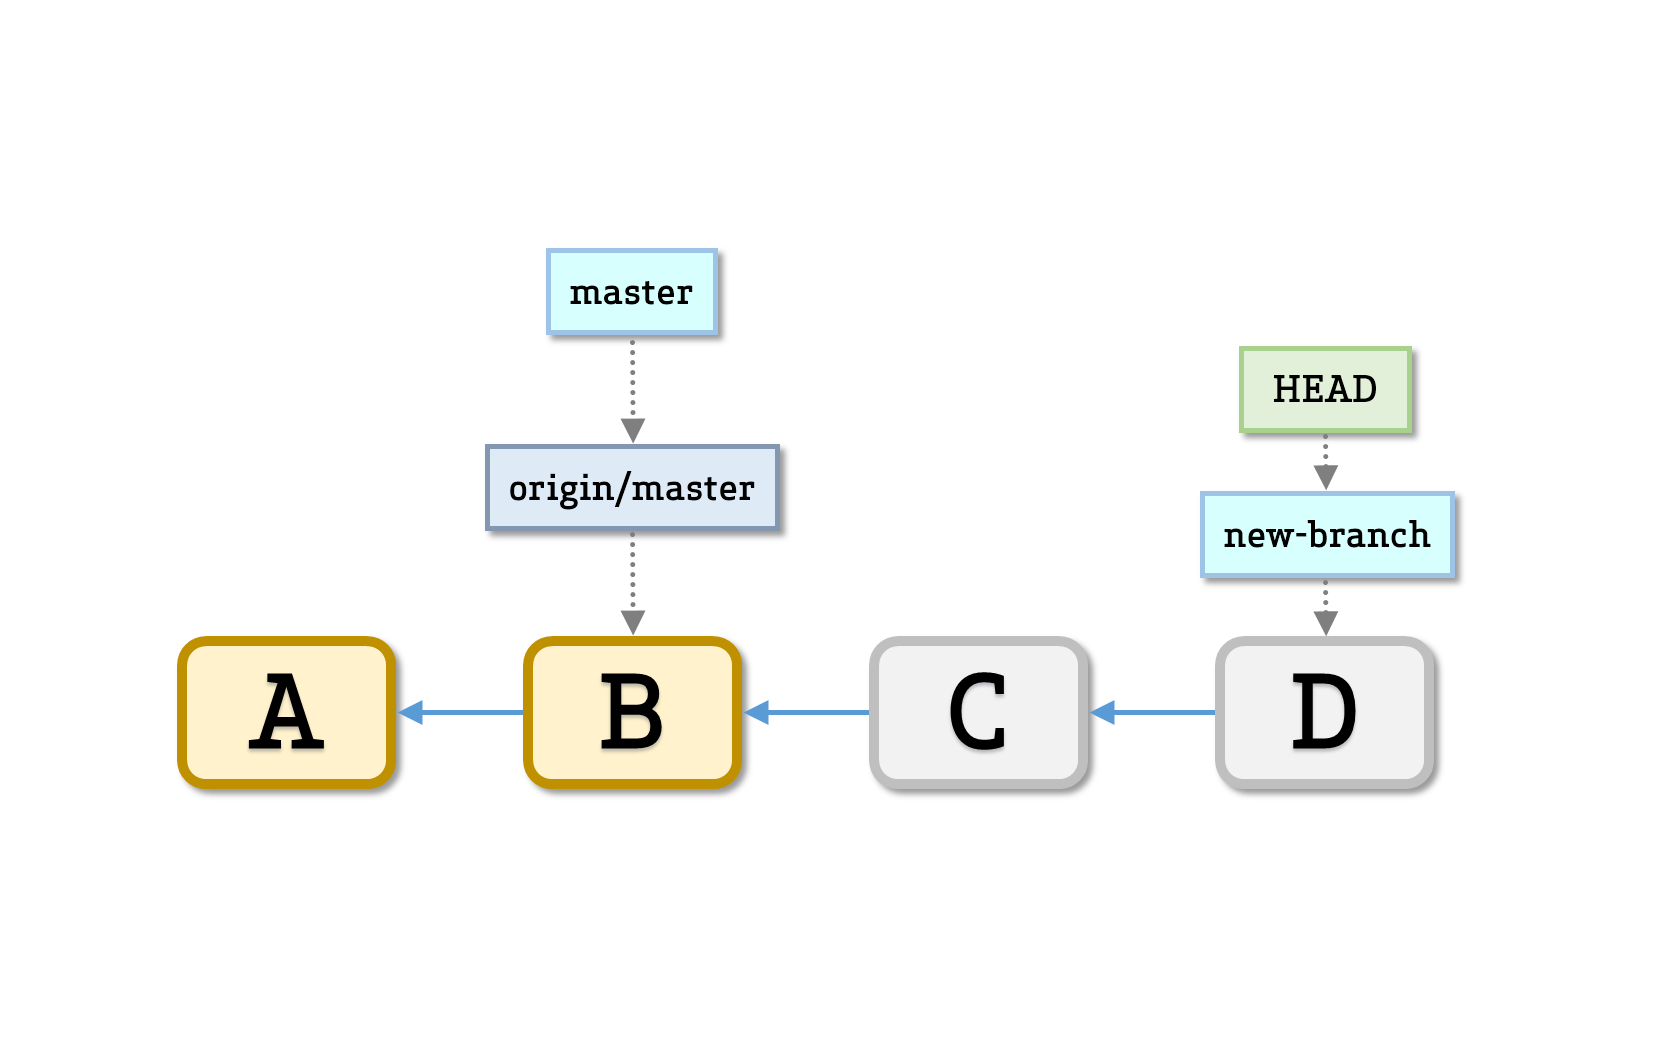 master
HEAD
origin/master
new-branch
A
B
C
D